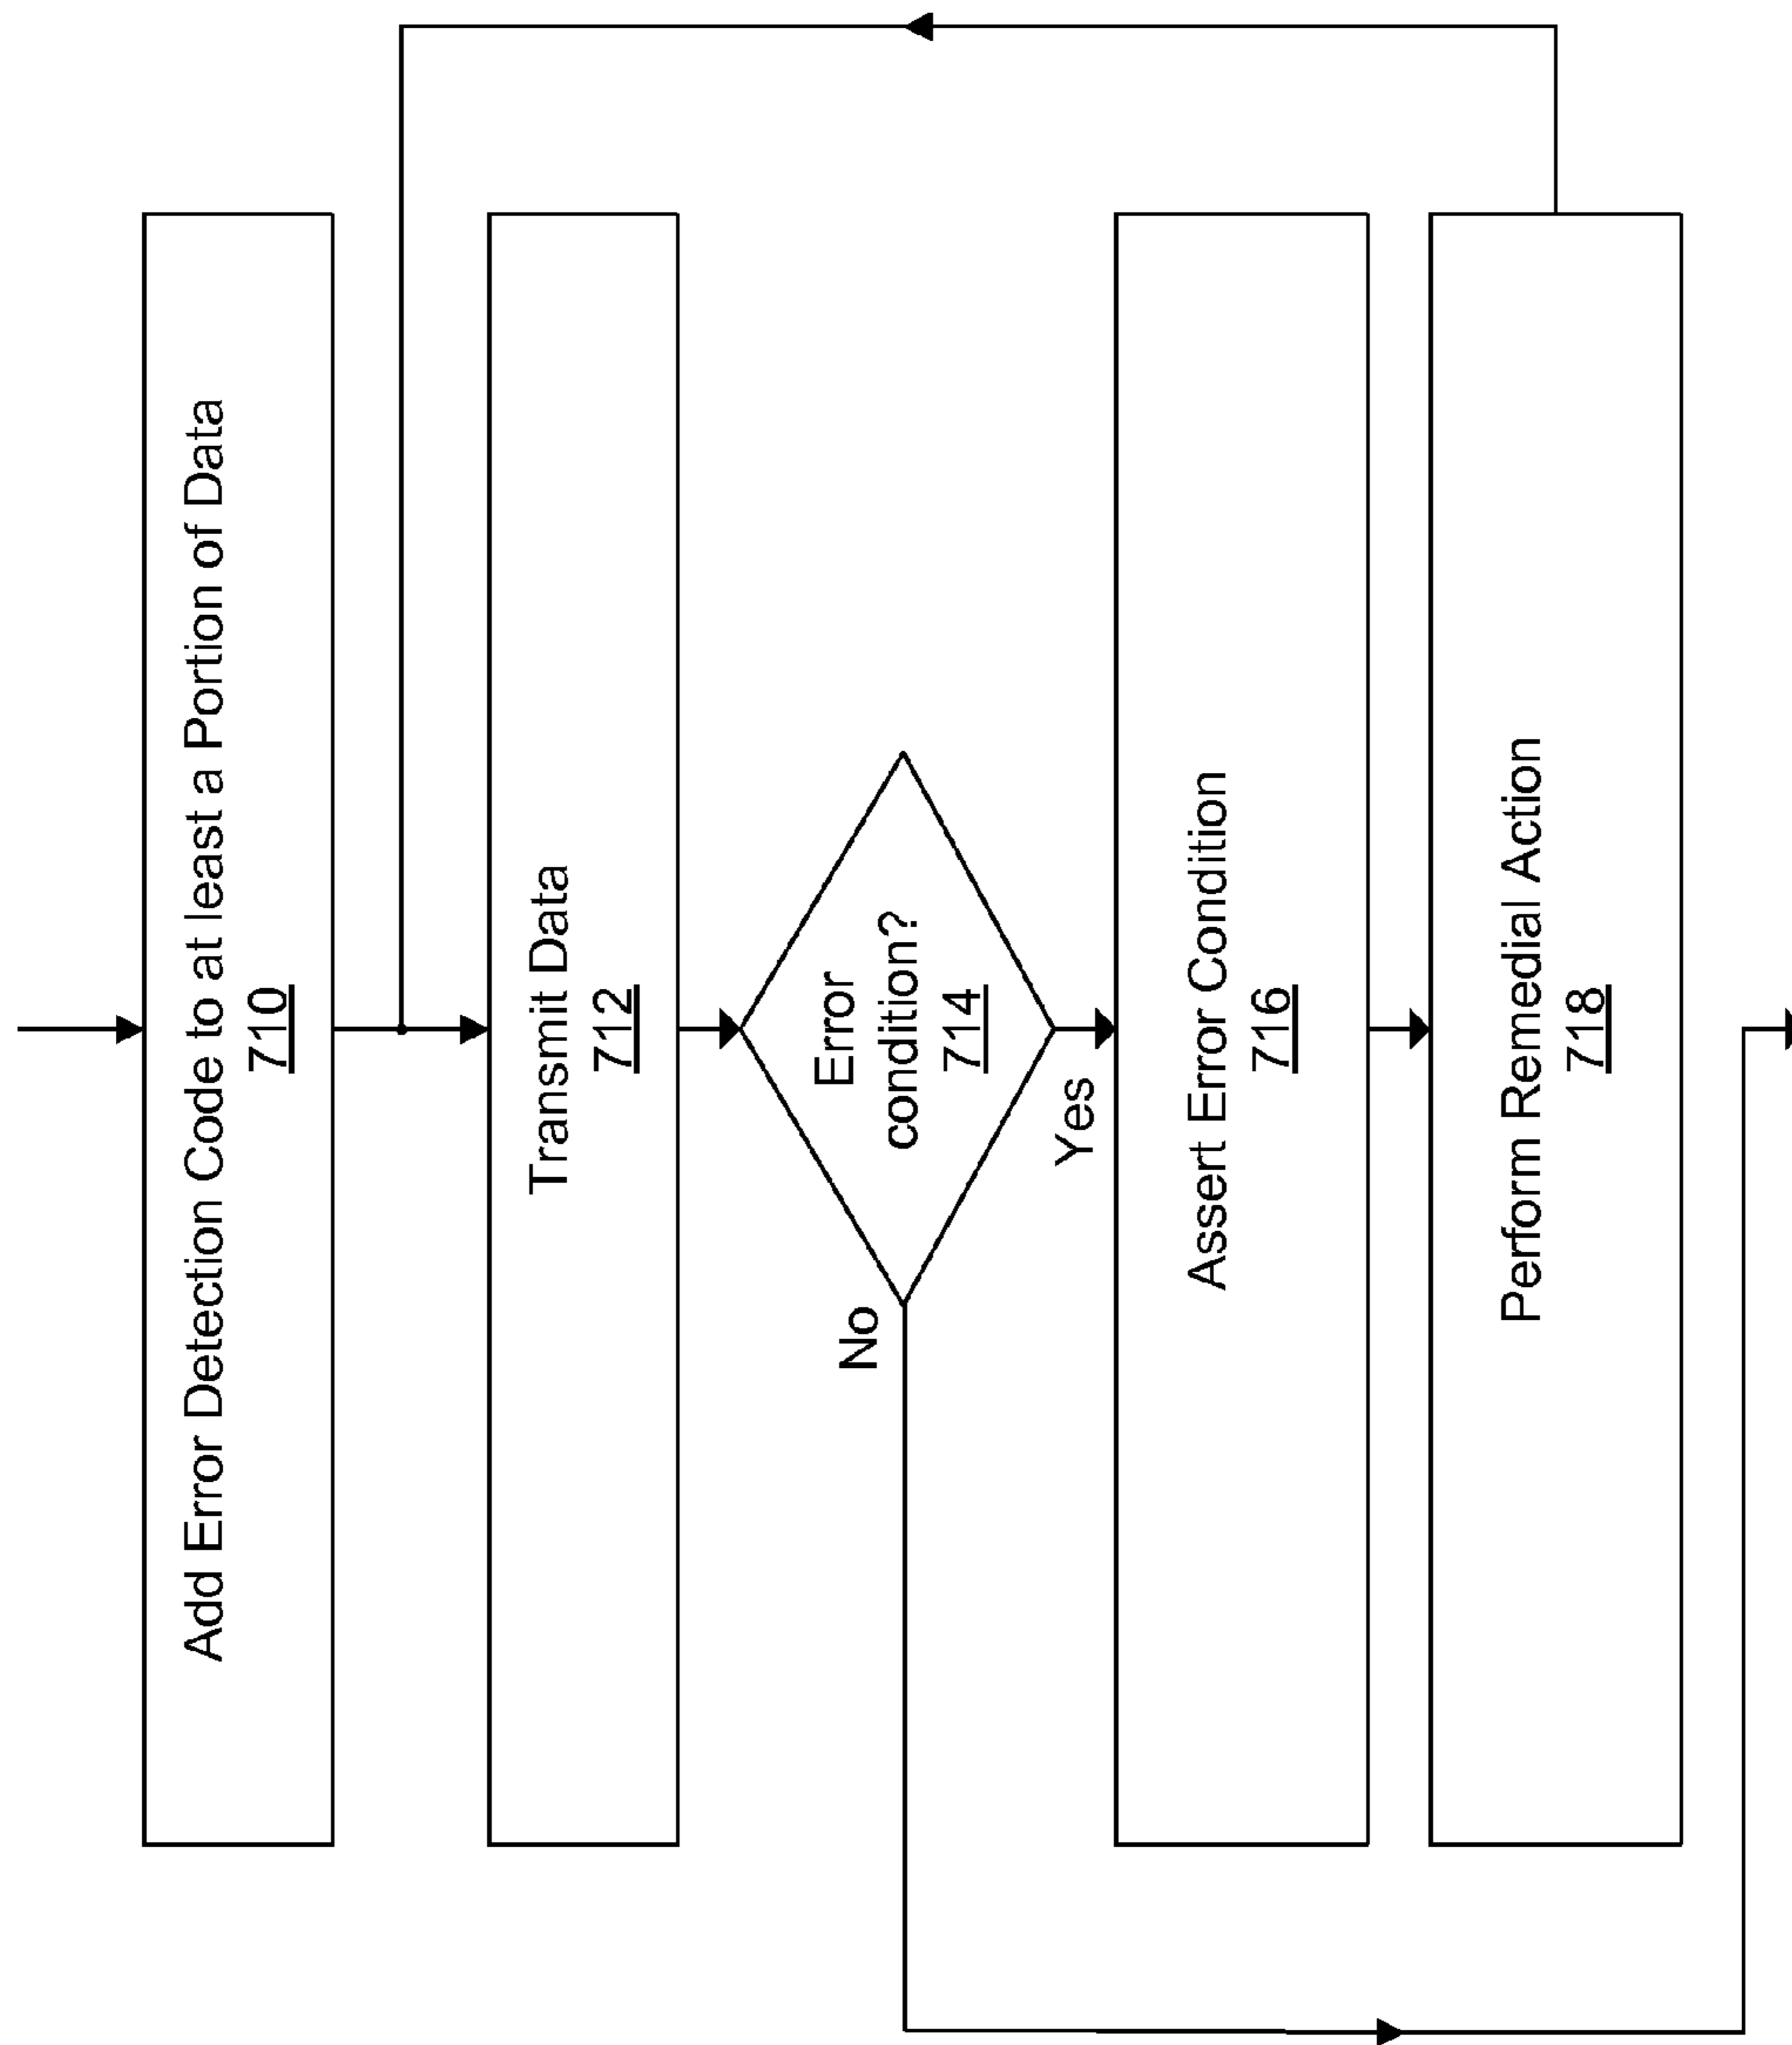 Add Error Detection Code to at least a Portion of Data
710
Transmit Data
712
Error
condition?
714
No
Yes
Assert Error Condition
716
Perform Remedial Action
718